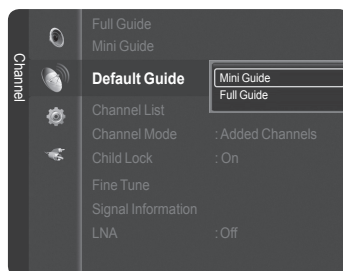 Channel
Full Guide
Mini Guide
Default Guide
Mini Guide
Full Guide
Channel List
Channel Mode : Added Channels
Child Lock : On
Fine Tune
Signal Information
LNA : Off